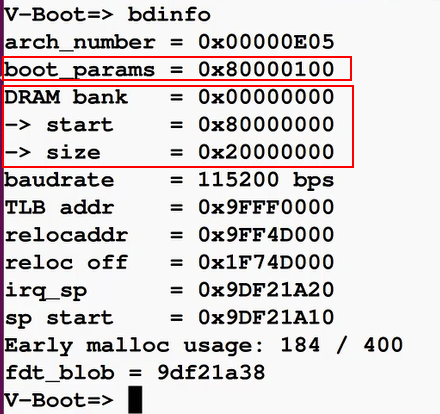 V-Boot=> bdinfo
arch_number = 0x00000E05
boot_params = 0x80000100
DRAM bank   = 0x00000000
-> start    = 0x80000000
-> size     = 0x20000000
baudrate    = 115200 bps
TLB addr    = 0x9FFF0000
relocaddr   = 0x9FF4D000
reloc off   = 0x1F74D000
irq_sp      = 0x9DF21A20
sp start    = 0x9DF21A10
Early malloc usage: 184 / 400
fdt_blob = 9df21a38
V-Boot=>